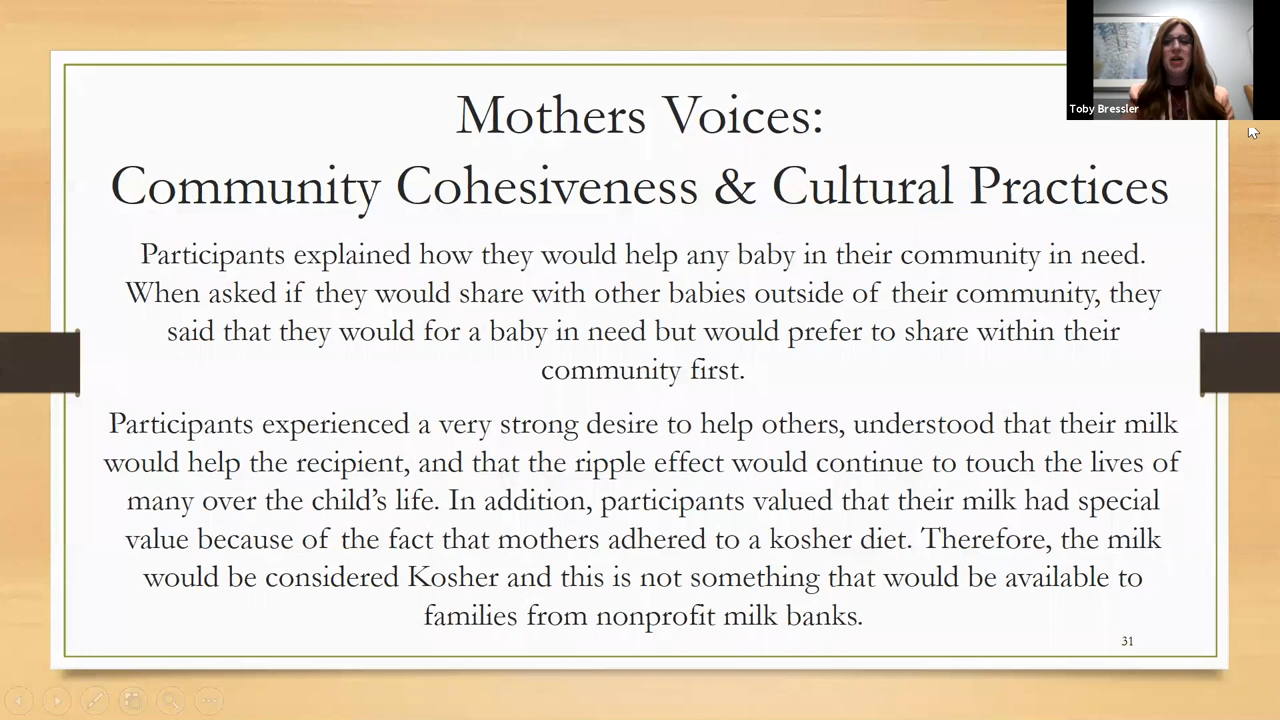 Toby Bressler
Mothers Voices:
Community Cohesiveness & Cultural Practices
Participants explained how they would help any baby in their community in need.
When asked if they would share with other babies outside of their community, they
said that they would for a baby in need but would prefer to share within their
community first.
Participants experienced a very strong desire to help others, understood that their milk
would help the recipient, and that the ripple effect would continue to touch the lives of
many over the child’s life. In addition, participants valued that their milk had special
value because of the fact that mothers adhered to a kosher diet. Therefore, the milk
would be considered Kosher and this is not something that would be available to
families from nonprofit milk banks.
31